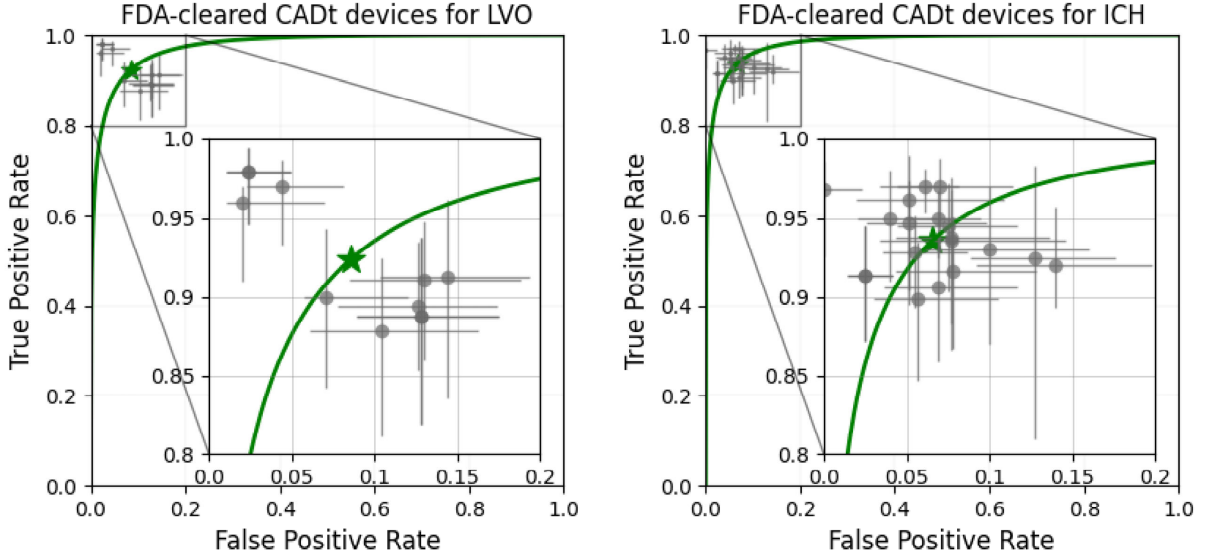 FDA-cleared CADt devices for LVO
1.0
0.8
0.6
0.4
0.2
0.0
True Positive Rate
1.0
0.95
0.9
0.85
0.8
0.0 0.05 0.1 0.15 0.2
0.0 0.2 0.4 0.6 0.8 1.0
False Positive Rate
FDA-cleared CADt devices for ICH
1.0
0.8
0.6
0.4
0.2
0.0
True Positive Rate
1.0
0.95
0.9
0.85
0.8
0.0 0.05 0.1 0.15 0.2
0.0 0.2 0.4 0.6 0.8 1.0
False Positive Rate